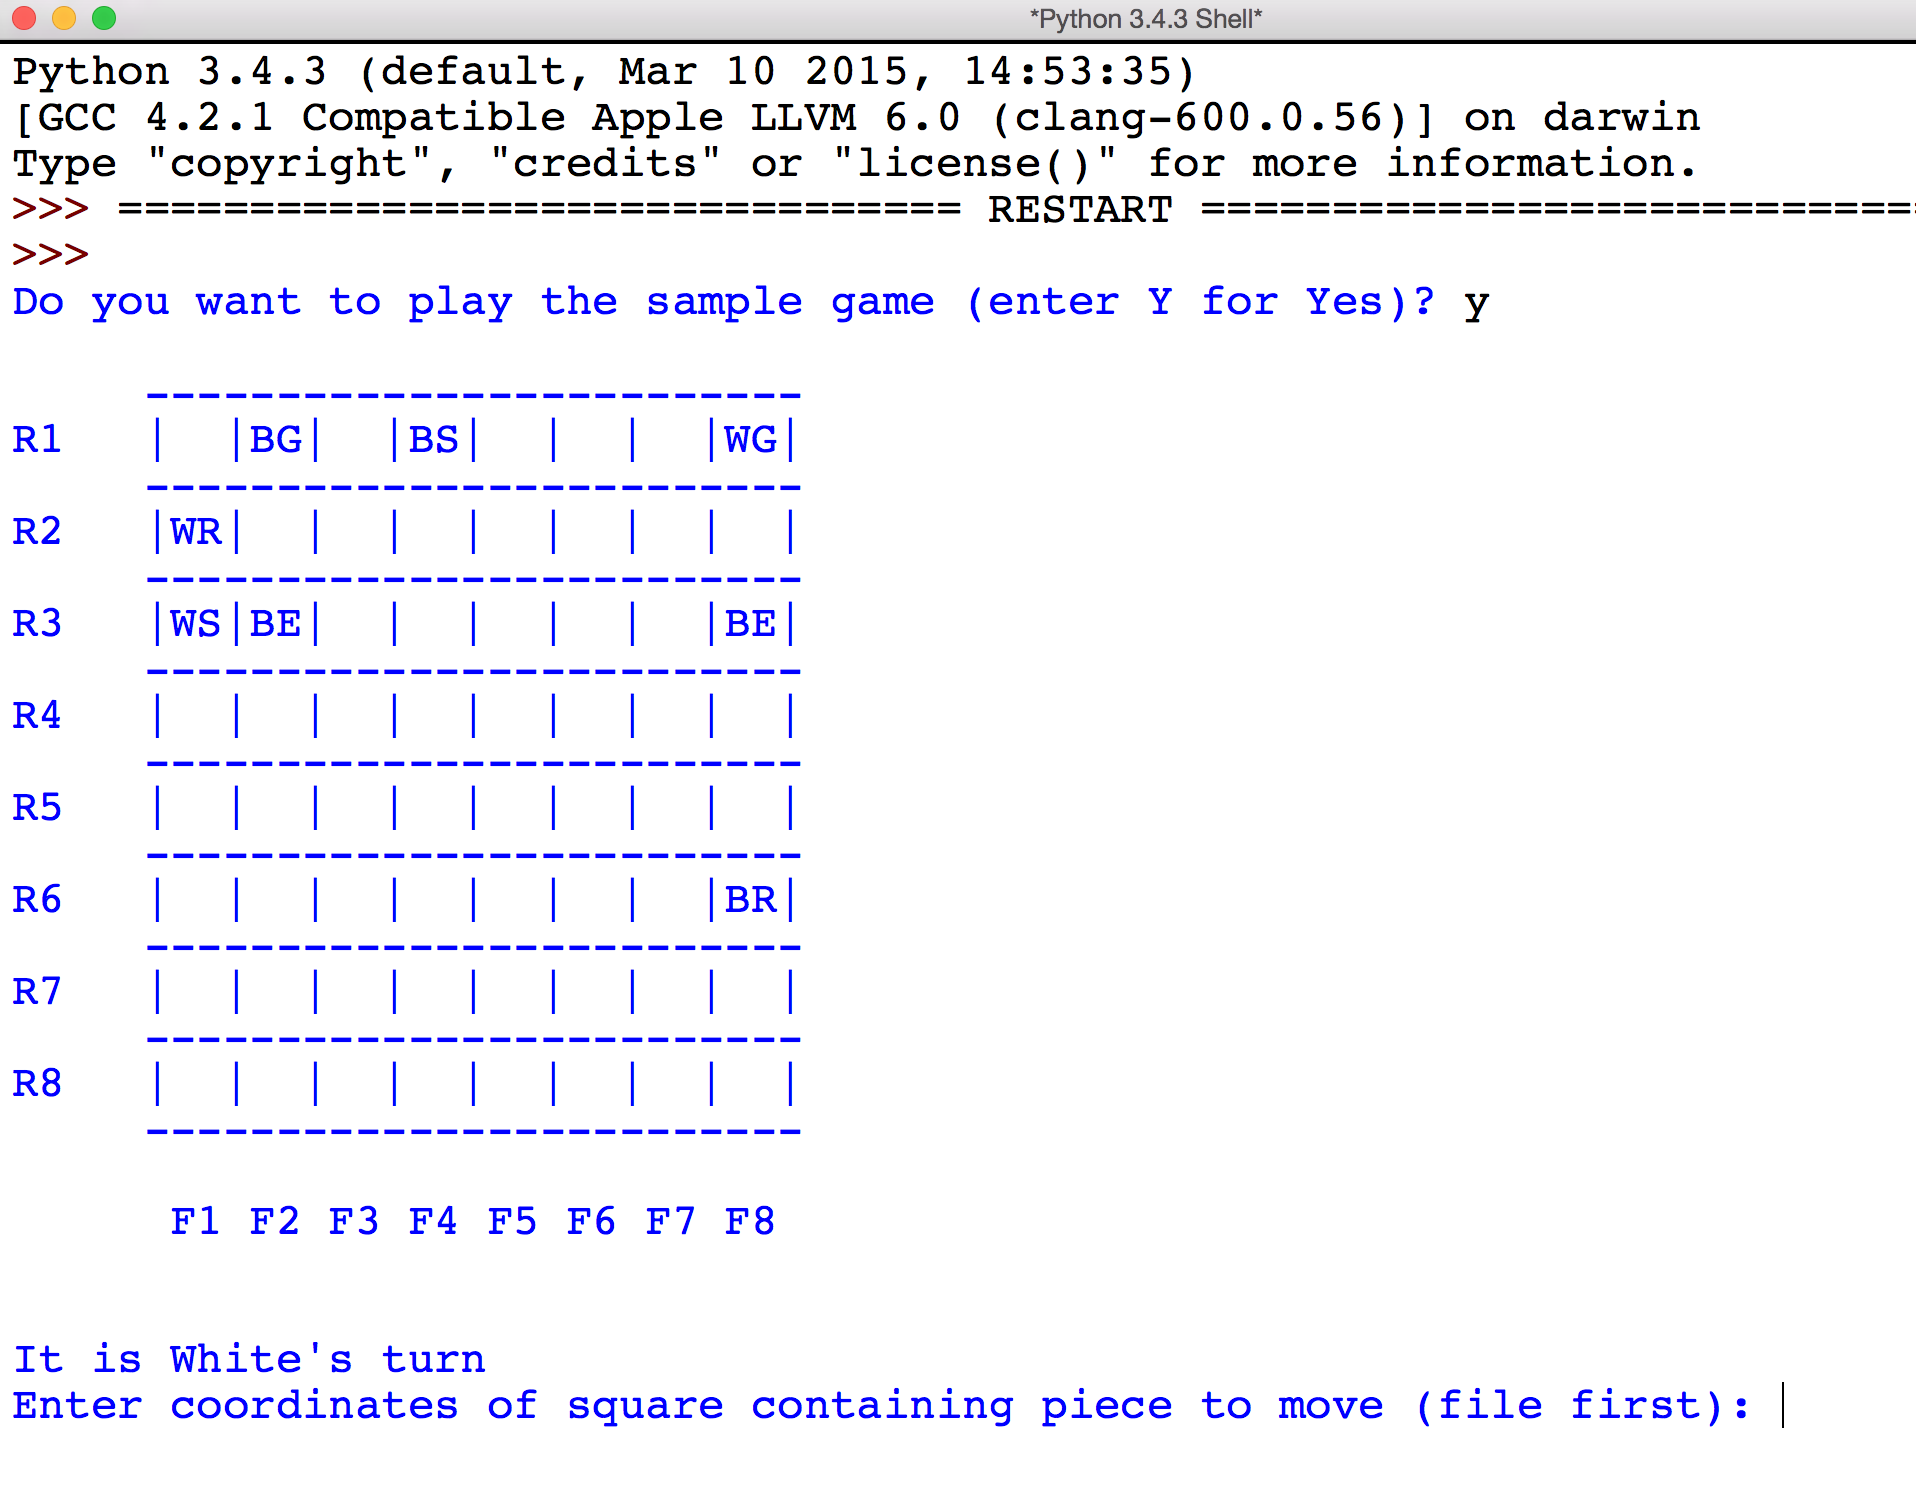 *Python 3.4.3 Shell*
Python 3.4.3 (default, Mar 10 2015, 14:53:35)
[GCC 4.2.1 Compatible Apple LLVM 6.0 (clang-600.0.56)] on darwin
Type "copyright", "credits" or "license()" for more information.
>>> ================================ RESTART ===========================
>>>
Do you want to play the sample game (enter Y for Yes)? y
     -------------------------
R1   |  |BG|  |BS|  |  |  |WG|
     -------------------------
R2   |WR|  |  |  |  |  |  |  |
     -------------------------
R3   |WS|BE|  |  |  |  |  |BE|
     -------------------------
R4   |  |  |  |  |  |  |  |  |
     -------------------------
R5   |  |  |  |  |  |  |  |  |
     -------------------------
R6   |  |  |  |  |  |  |  |BR|
     -------------------------
R7   |  |  |  |  |  |  |  |  |
     -------------------------
R8   |  |  |  |  |  |  |  |  |
     -------------------------
      F1 F2 F3 F4 F5 F6 F7 F8
It is White's turn
Enter coordinates of square containing piece to move (file first):